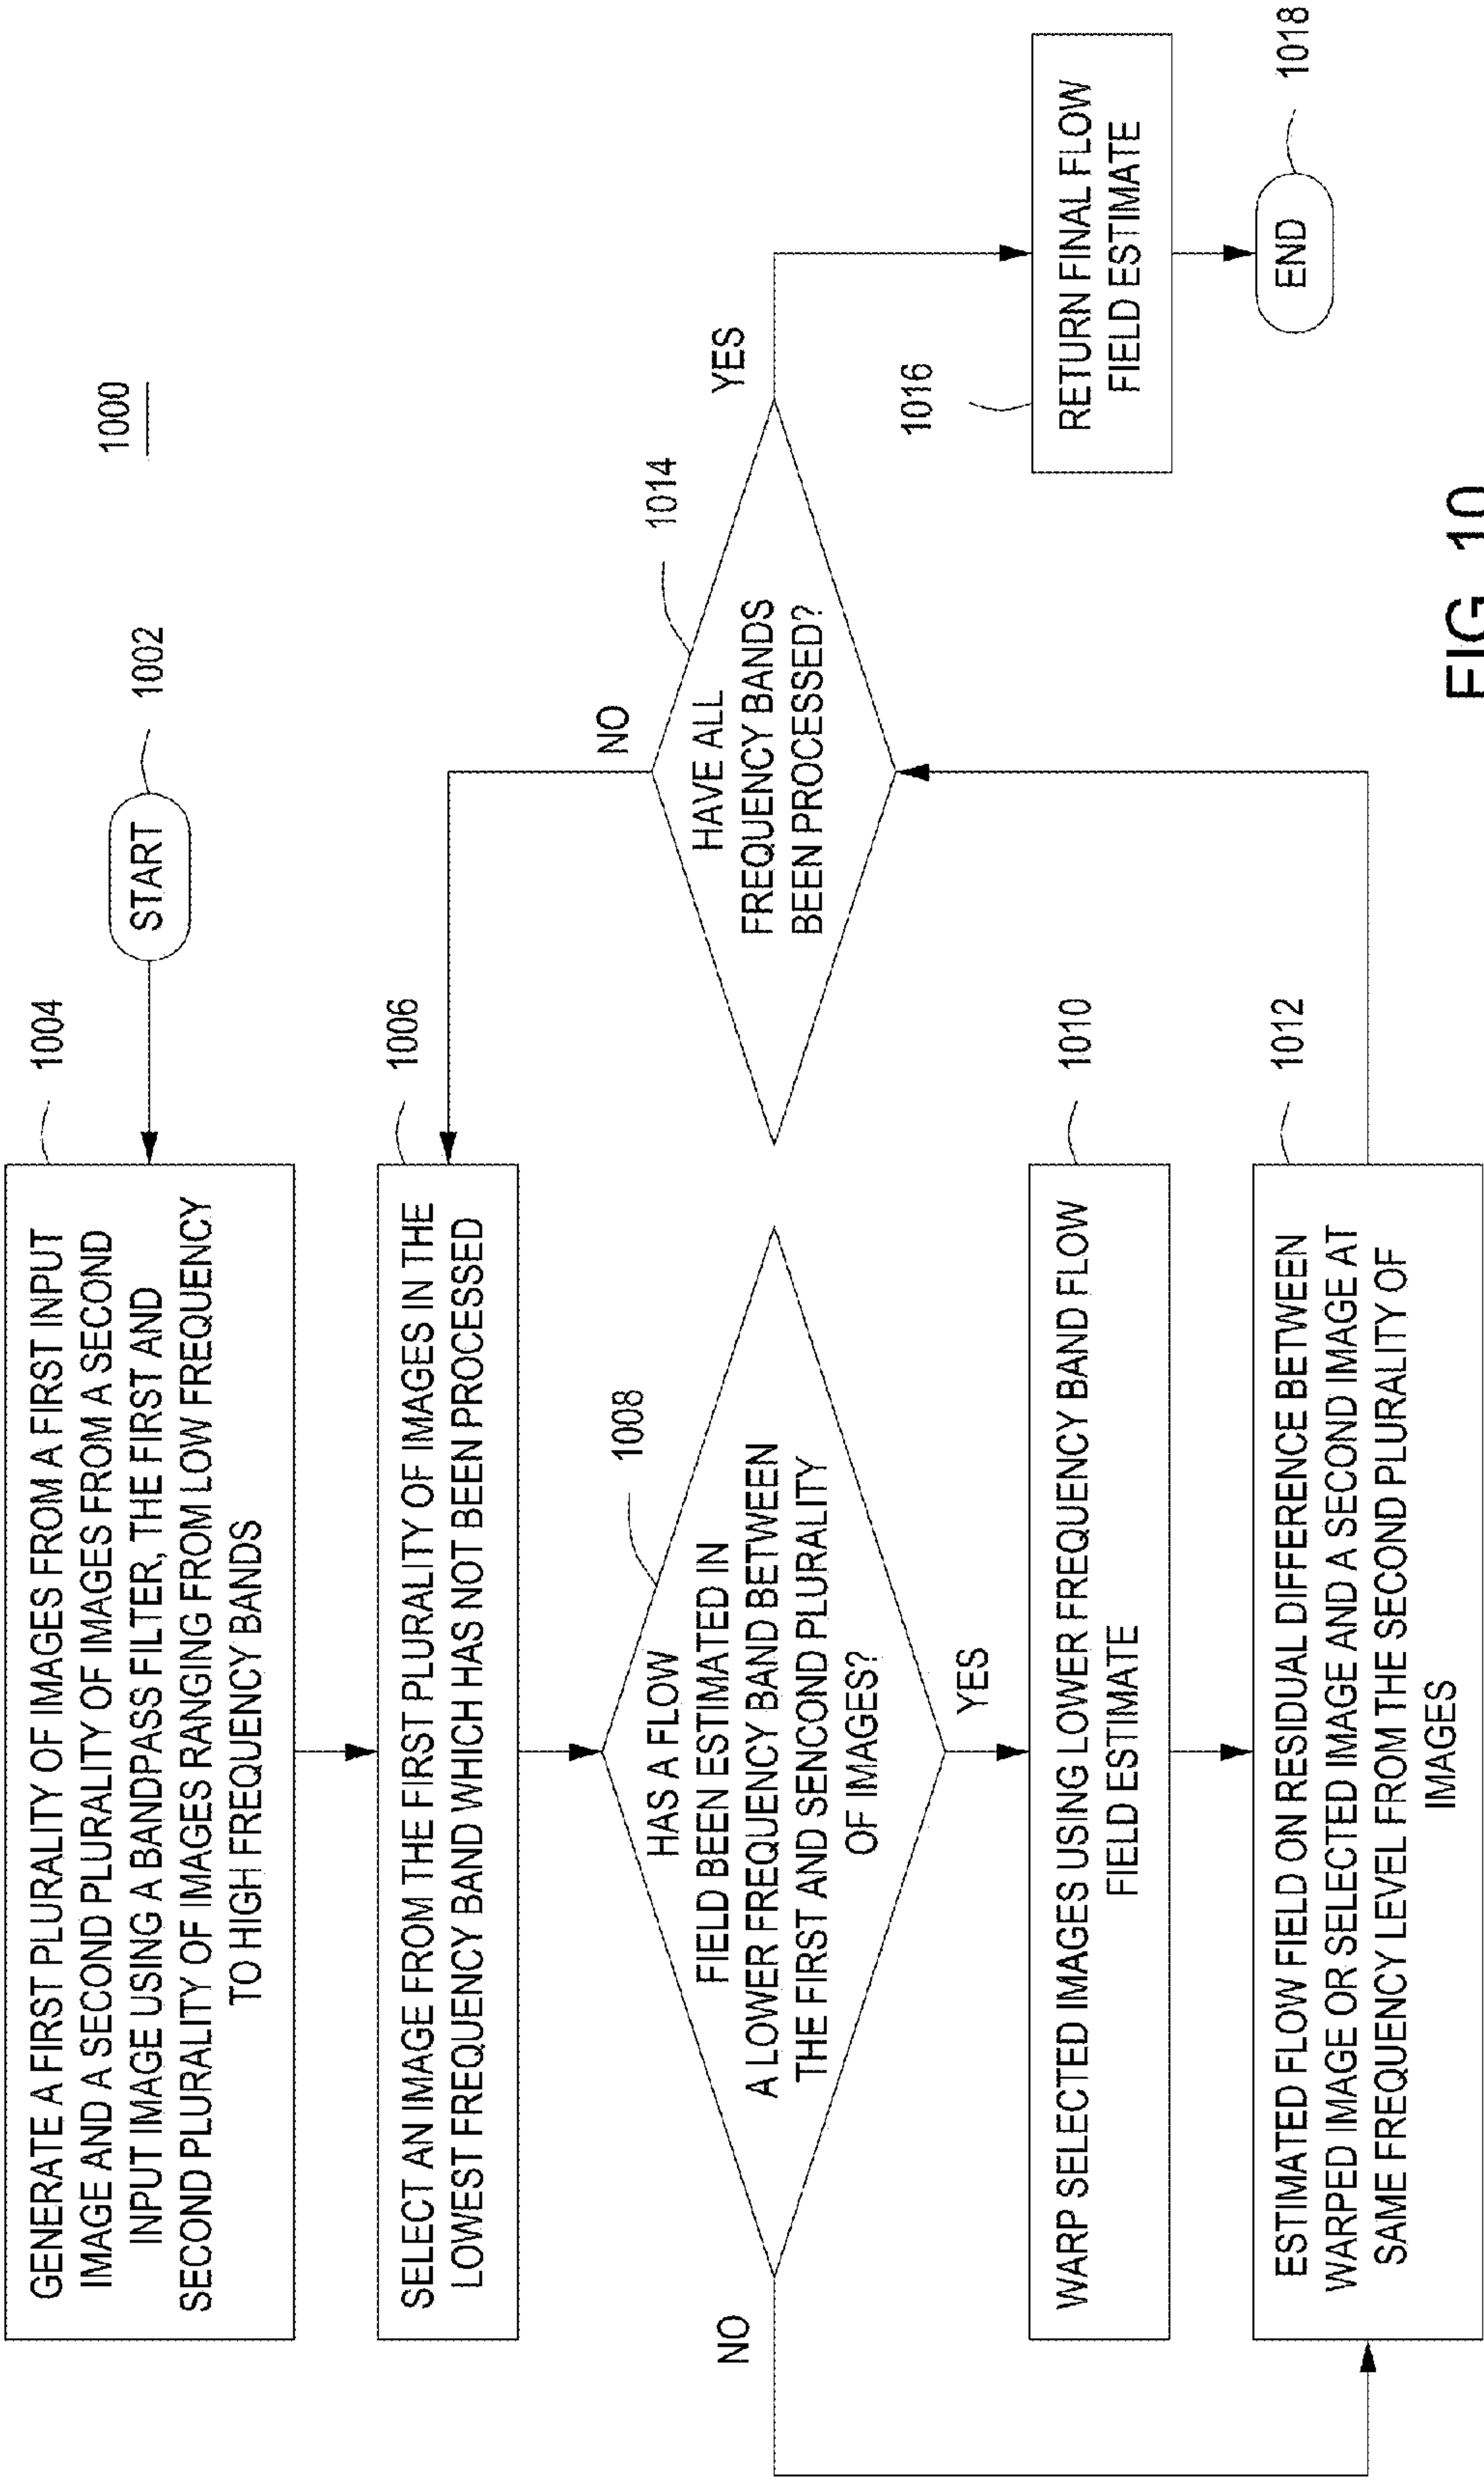 1000
START
1002
1004
GENERATE A FIRST PLURALITY OF IMAGES FROM A FIRST INPUT
IMAGE AND A SECOND PLURALITY OF IMAGES FROM A SECOND
INPUT IMAGE USING A BANDPASS FILTER, THE FIRST AND
SECOND PLURALITY OF IMAGES RANGING FROM LOW FREQUENCY
TO HIGH FREQUENCY BANDS
1006
SELECT AN IMAGE FROM THE FIRST PLURALITY OF IMAGES IN THE
LOWEST FREQUENCY BAND WHICH HAS NOT BEEN PROCESSED
1008
HAS A FLOW
FIELD BEEN ESTIMATED IN
A LOWER FREQUENCY BAND BETWEEN
THE FIRST AND SENCOND PLURALITY
OF IMAGES?
NO
YES
1010
WARP SELECTED IMAGES USING LOWER FREQUENCY BAND FLOW
FIELD ESTIMATE
1012
ESTIMATED FLOW FIELD ON RESIDUAL DIFFERENCE BETWEEN
WARPED IMAGE OR SELECTED IMAGE AND A SECOND IMAGE AT
SAME FREQUENCY LEVEL FROM THE SECOND PLURALITY OF
IMAGES
1014
HAVE ALL
FREQUENCY BANDS
BEEN PROCESSED?
NO
YES
1016
RETURN FINAL FLOW
FIELD ESTIMATE
END
1018
FIG. 10